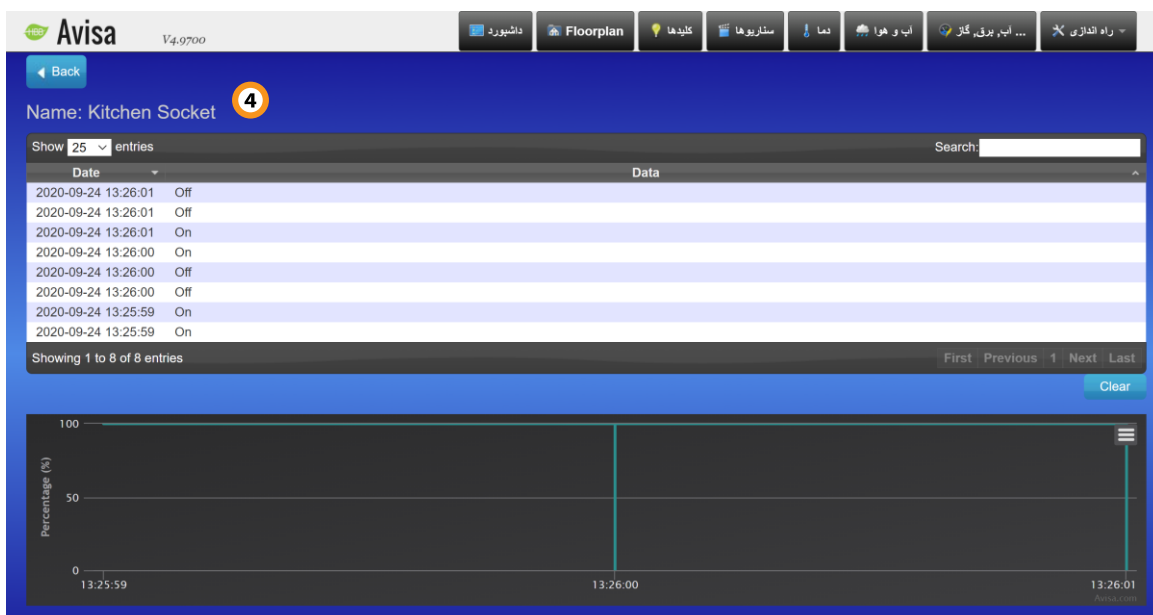 HBE Avisa V4.9700 داشبورد Floorplan کلیدها سناریوها دما آب و هوا آب, برق, گاز ... راه اندازی
Back
Name: Kitchen Socket 4
Show 25 entries Search:
Date Data
2020-09-24 13:26:01 Off
2020-09-24 13:26:01 Off
2020-09-24 13:26:01 On
2020-09-24 13:26:00 On
2020-09-24 13:26:00 Off
2020-09-24 13:26:00 Off
2020-09-24 13:25:59 On
2020-09-24 13:25:59 On
Showing 1 to 8 of 8 entries First Previous 1 Next Last
Clear
Percentage (%)
100
50
0
13:25:59 13:26:00 13:26:01
Avisa.com